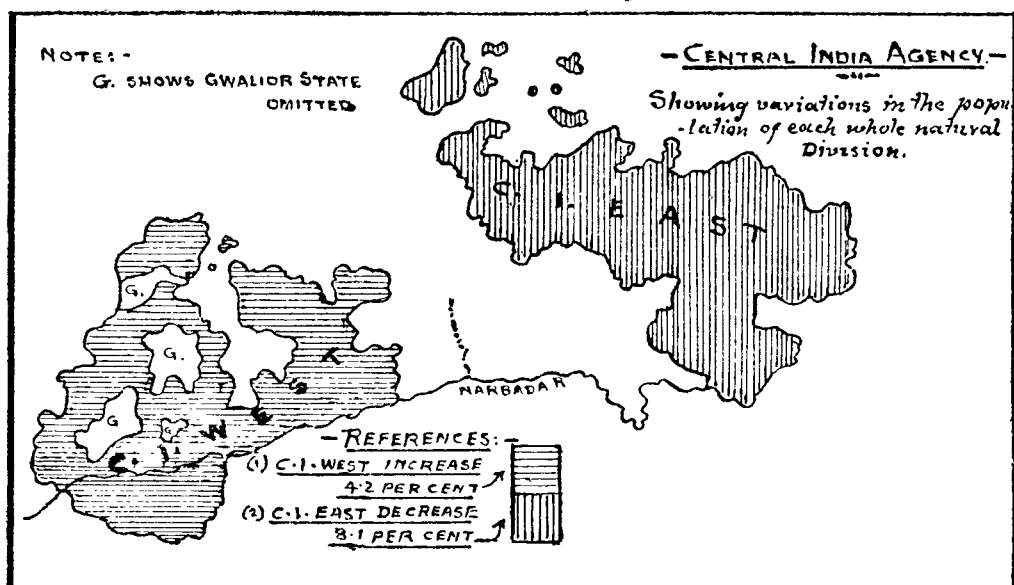 NOTE:-
G. SHOWS GWALIOR STATE
OMITTED
-CENTRAL INDIA AGENCY.-
Showing variations in the popu
-lation of each whole natural
Division.
C. I. EAST
G.
G.
G
G
C. I. WEST
NARBADA R
-REFERENCES:-
(1) C.I. WEST INCREASE
4.2 PER CENT
(2) C.I. EAST DECREASE
8.1 PER CENT